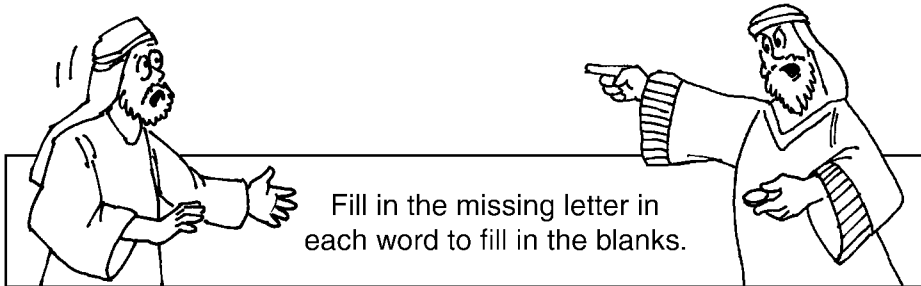 Fill in the missing letter in
each word to fill in the blanks.